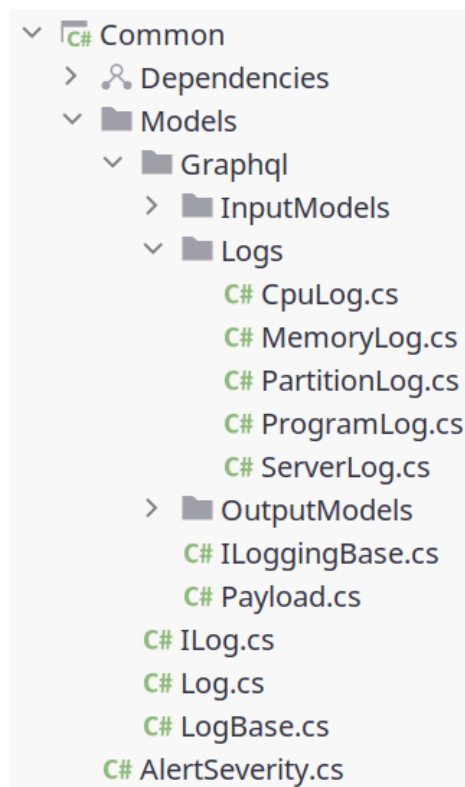 C# Common
Dependencies
Models
Graphql
InputModels
Logs
C# CpuLog.cs
C# MemoryLog.cs
C# PartitionLog.cs
C# ProgramLog.cs
C# ServerLog.cs
OutputModels
C# ILoggingBase.cs
C# Payload.cs
C# ILog.cs
C# Log.cs
C# LogBase.cs
C# AlertSeverity.cs